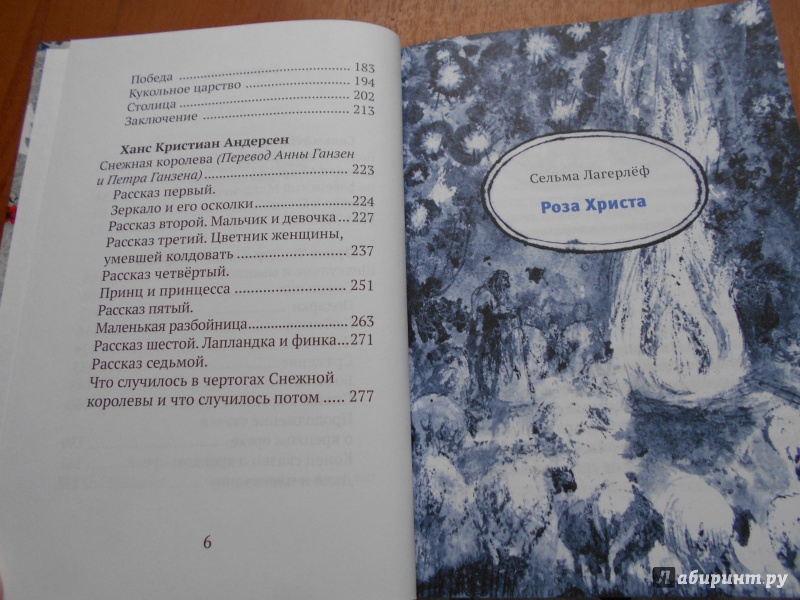 Победа ................................ 183
Кукольное царство ................ 194
Столица ................................ 202
Заключение .......................... 213
Ханс Кристиан Андерсен
Снежная королева (Перевод Анны Ганзен
и Петра Ганзена) .......................... 223
Рассказ первый.
Зеркало и его осколки .................. 224
Рассказ второй. Мальчик и девочка ... 227
Рассказ третий. Цветник женщины,
умевшей колдовать ........................ 237
Рассказ четвёртый.
Принц и принцесса ........................ 251
Рассказ пятый.
Маленькая разбойница .................. 263
Рассказ шестой. Лапландка и финка... 271
Рассказ седьмой.
Что случилось в чертогах Снежной
королевы и что случилось потом ..... 277
6
Сельма Лагерлёф
Роза Христа
Лабиринт.ру